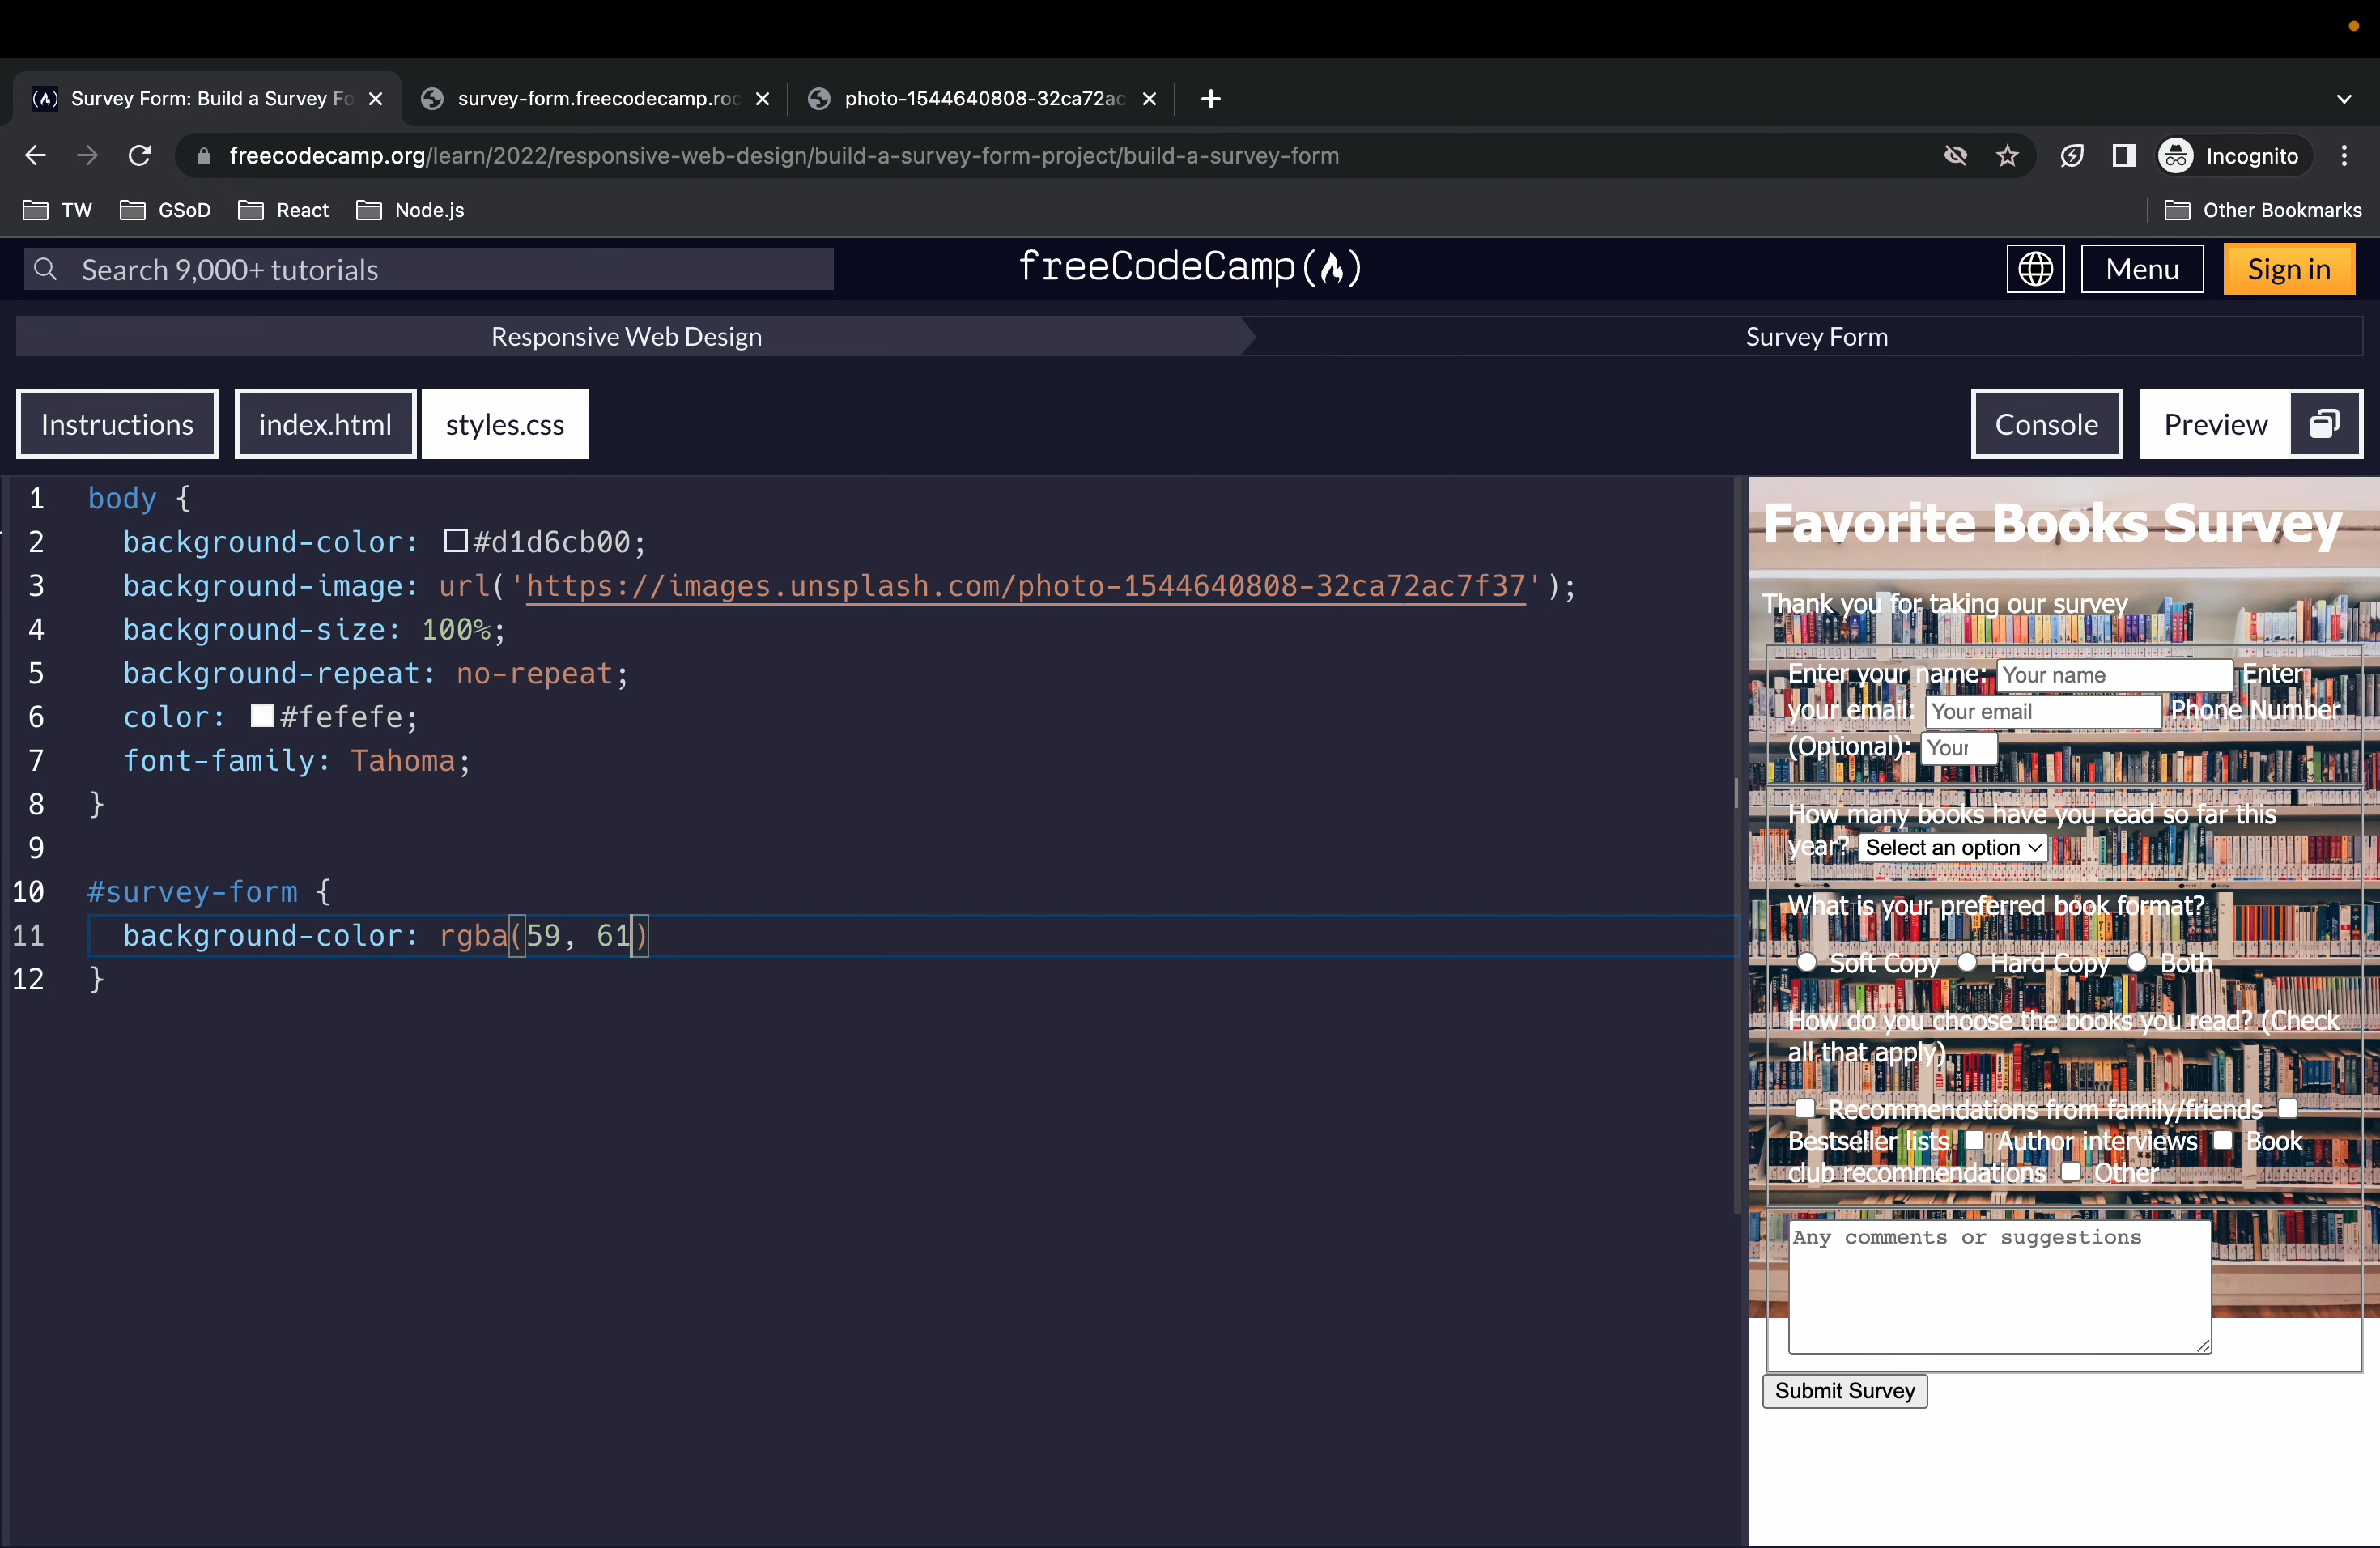 Survey Form: Build a Survey Fo
survey-form.freecodecamp.roc
photo-1544640808-32ca72ac
freecodecamp.org/learn/2022/responsive-web-design/build-a-survey-form-project/build-a-survey-form
Incognito
TW
GSoD
React
Node.js
Other Bookmarks
Search 9,000+ tutorials
freeCodeCamp
Menu
Sign in
Responsive Web Design
Survey Form
Instructions
index.html
styles.css
Console
Preview
1 body {
2 background-color: #d1d6cb00;
3 background-image: url('https://images.unsplash.com/photo-1544640808-32ca72ac7f37');
4 background-size: 100%;
5 background-repeat: no-repeat;
6 color: #fefefe;
7 font-family: Tahoma;
8 }
9
10 #survey-form {
11 background-color: rgba(59, 61)
12 }
Favorite Books Survey
Thank you for taking our survey
Enter your name: Your name Enter
your email: Your email Phone Number
(Optional): Your
How many books have you read so far this
year? Select an option
What is your preferred book format?
Soft Copy Hard Copy Both
How do you choose the books you read? (Check
all that apply)
Recommendations from family/friends
Bestseller lists Author interviews Book
club recommendations Other
Any comments or suggestions
Submit Survey